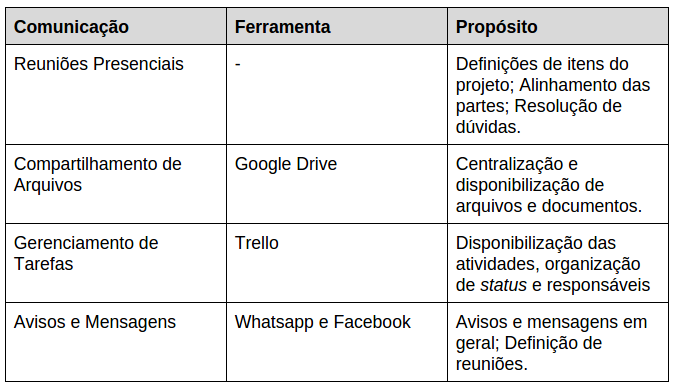 Comunicação Ferramenta Propósito
Reuniões Presenciais - Definições de itens do
projeto; Alinhamento das
partes; Resolução de
dúvidas.
Compartilhamento de Google Drive Centralização e
Arquivos disponibilização de
arquivos e documentos.
Gerenciamento de Trello Disponibilização das
Tarefas atividades, organização
de status e responsáveis
Avisos e Mensagens Whatsapp e Facebook Avisos e mensagens em
geral; Definição de
reuniões.